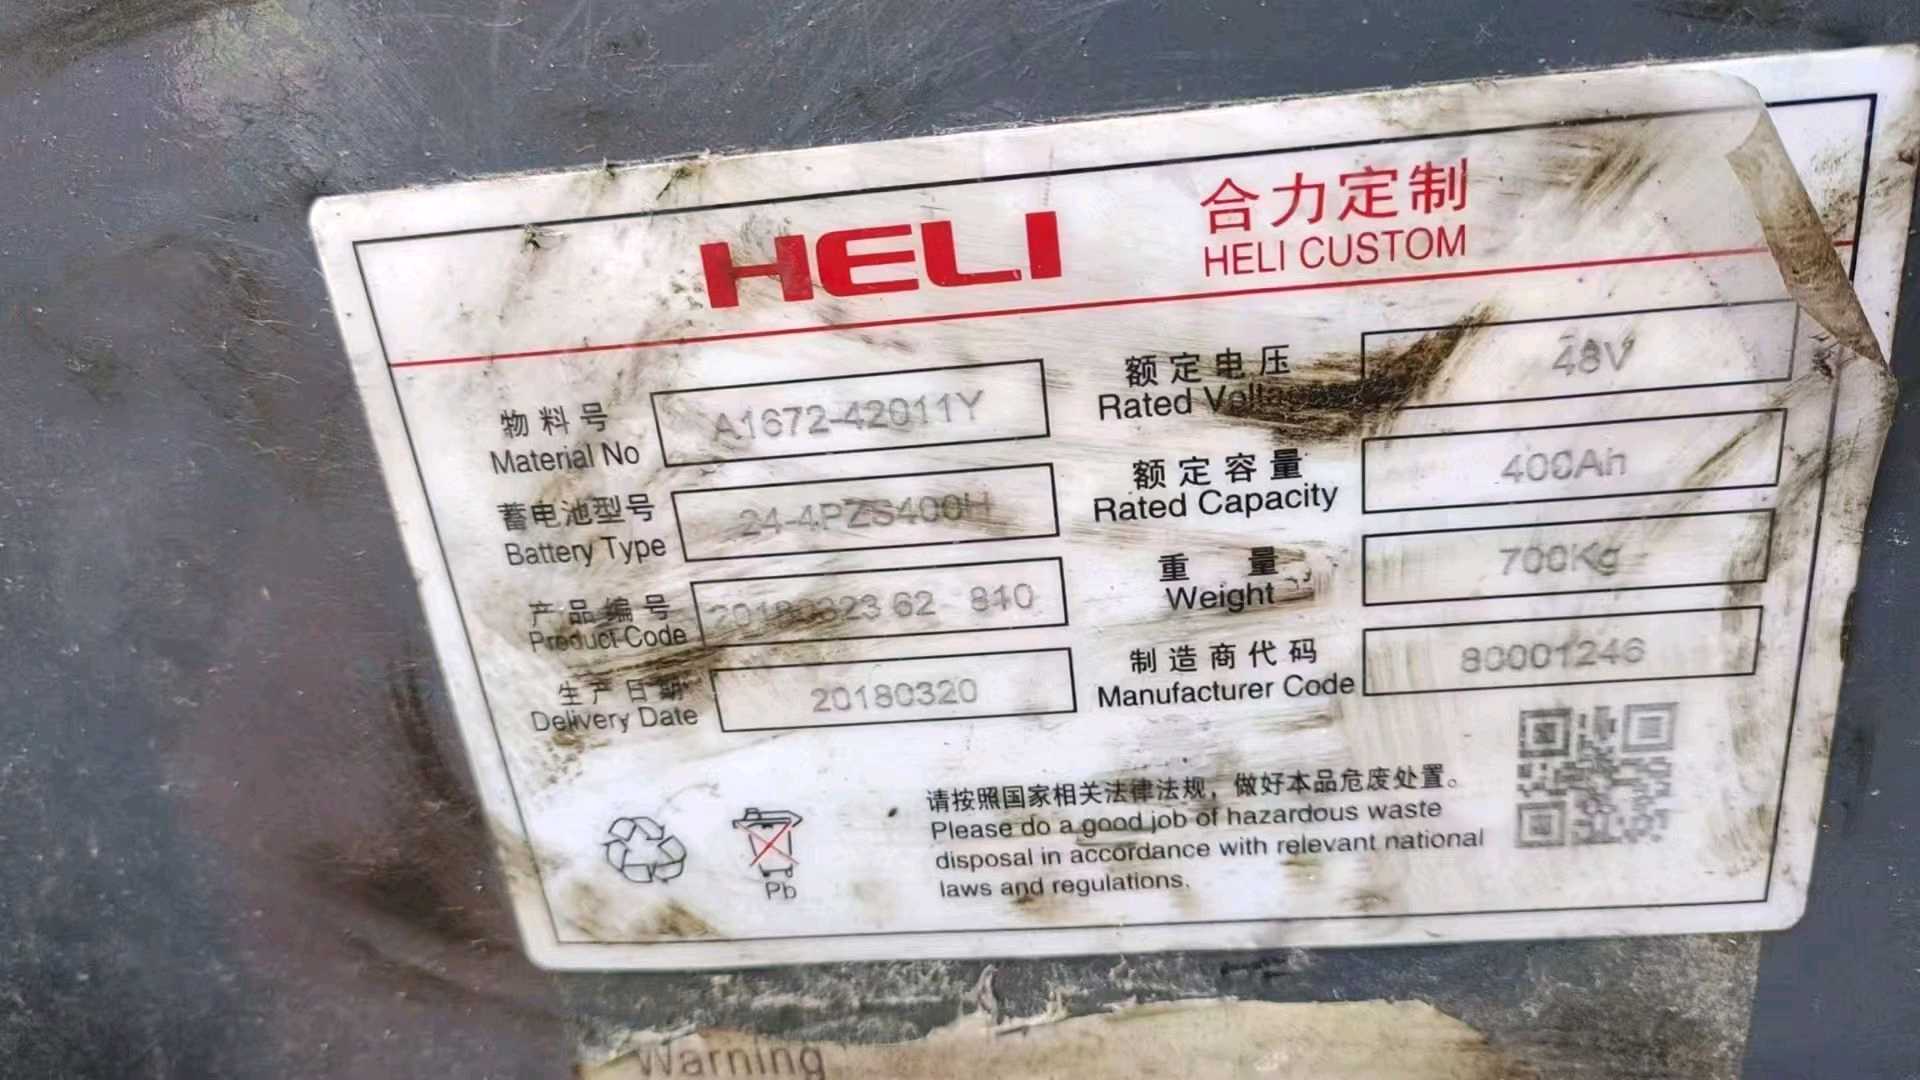 HELI
合力定制
HELI CUSTOM
物料号
Material No
A1672-42011Y
额定电压
Rated Voltage
48V
蓄电池型号
Battery Type
24-4PZS400H
额定容量
Rated Capacity
400Ah
产品编号
Product Code
20180323 62 810
重量
Weight
700Kg
生产日期
Delivery Date
20180320
制造商代码
Manufacturer Code
80001246
请按照国家相关法律法规，做好本品危废处置。
Please do a good job of hazardous waste
disposal in accordance with relevant national
laws and regulations.
Pb
Warning